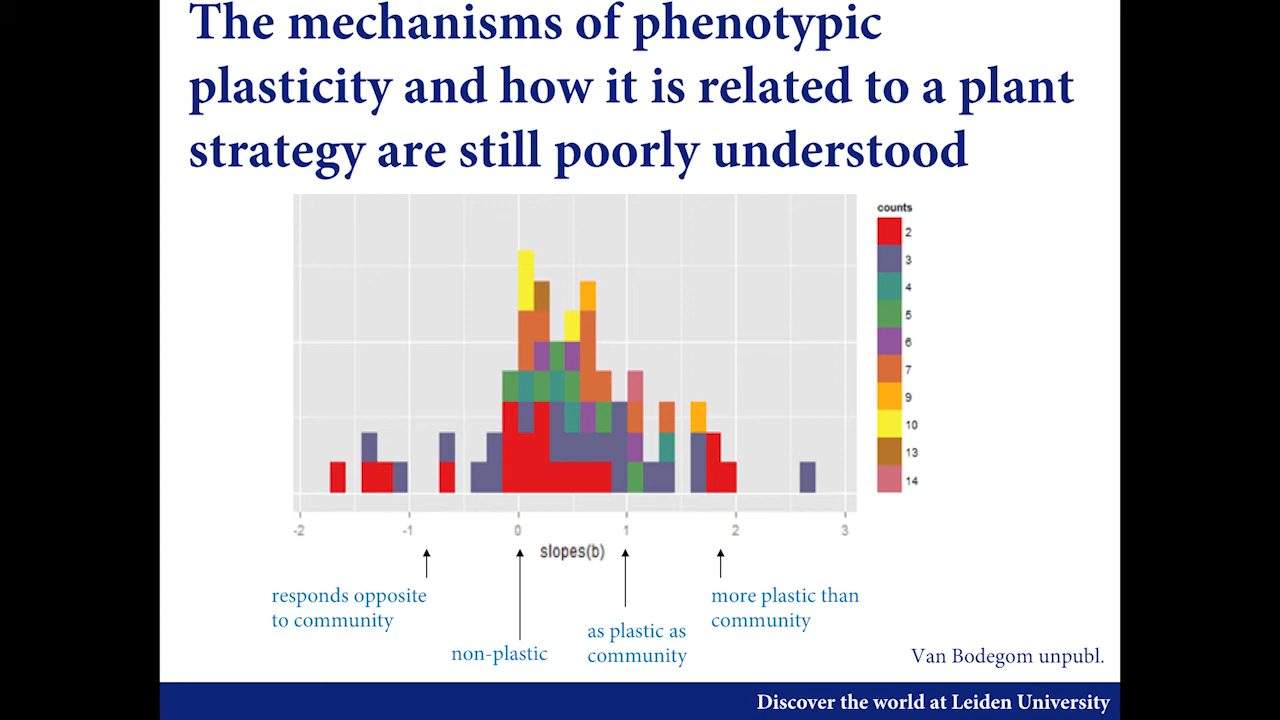 The mechanisms of phenotypic
plasticity and how it is related to a plant
strategy are still poorly understood
counts
2
3
4
5
6
7
9
10
13
14
-2 -1 0 1 2 3
slopes(b)
responds opposite
to community
non-plastic
as plastic as
community
more plastic than
community
Van Bodegom unpubl.
Discover the world at Leiden University